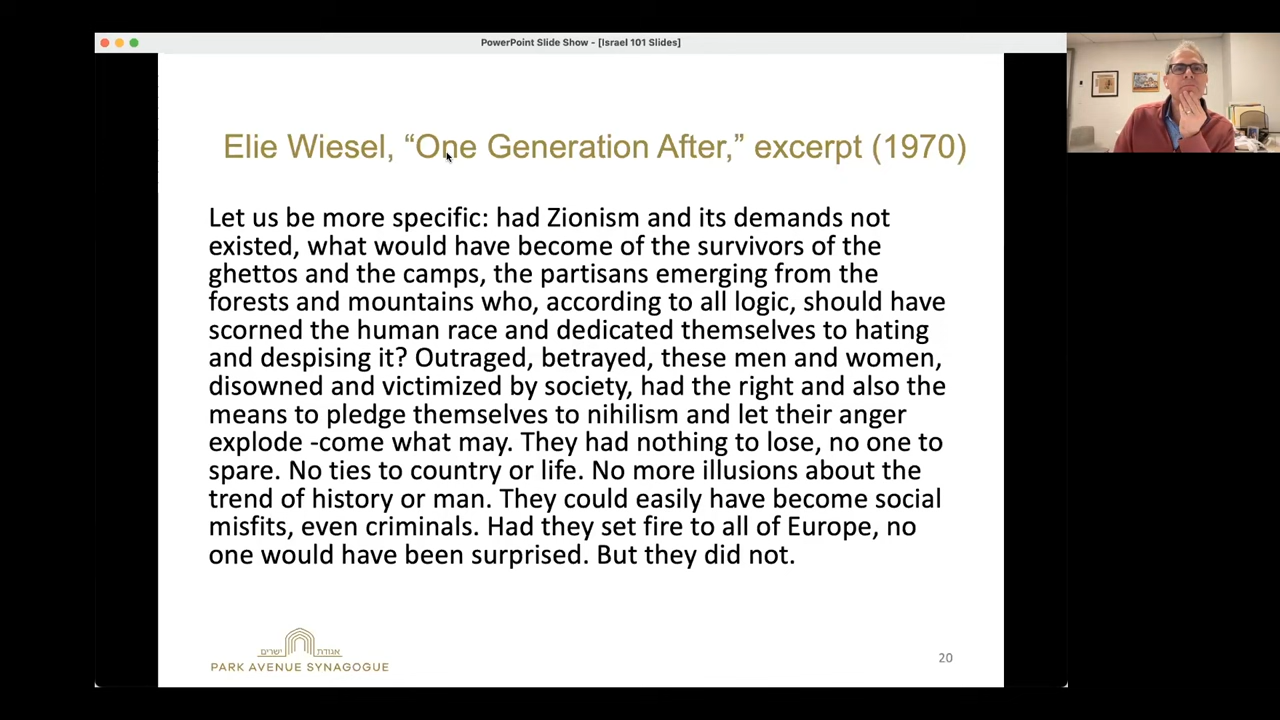 PowerPoint Slide Show - [Israel 101 Slides]
Elie Wiesel, “One Generation After,” excerpt (1970)
Let us be more specific: had Zionism and its demands not
existed, what would have become of the survivors of the
ghettos and the camps, the partisans emerging from the
forests and mountains who, according to all logic, should have
scorned the human race and dedicated themselves to hating
and despising it? Outraged, betrayed, these men and women,
disowned and victimized by society, had the right and also the
means to pledge themselves to nihilism and let their anger
explode -come what may. They had nothing to lose, no one to
spare. No ties to country or life. No more illusions about the
trend of history or man. They could easily have become social
misfits, even criminals. Had they set fire to all of Europe, no
one would have been surprised. But they did not.
אגודת ישרים
PARK AVENUE SYNAGOGUE
20